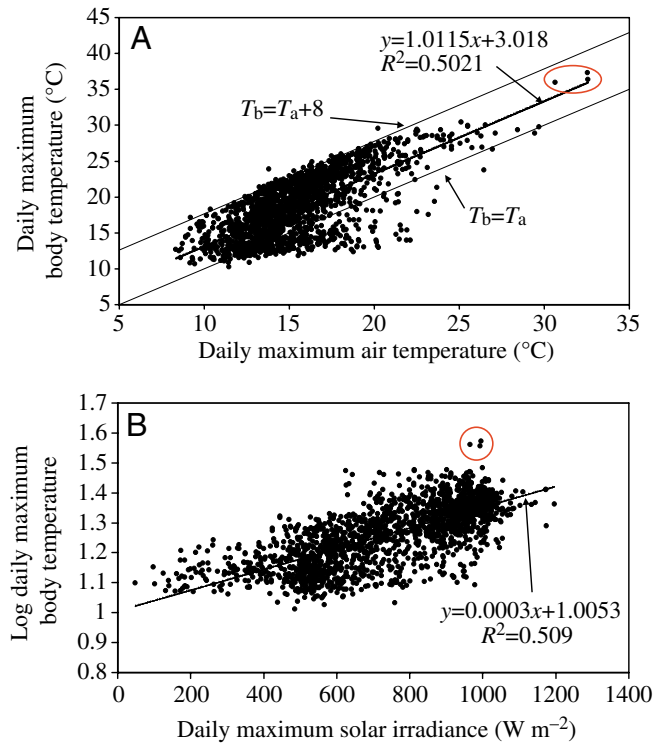 A
45
40
35
30
25
20
15
10
5
Daily maximum
body temperature (°C)
y=1.0115x+3.018
R²=0.5021
Tb=Ta+8
Tb=Ta
5
10
15
20
25
30
35
Daily maximum air temperature (°C)
B
1.7
1.6
1.5
1.4
1.3
1.2
1.1
1
0.9
0.8
Log daily maximum
body temperature
y=0.0003x+1.0053
R²=0.509
0
200
400
600
800
1000
1200
1400
Daily maximum solar irradiance (W m⁻²)